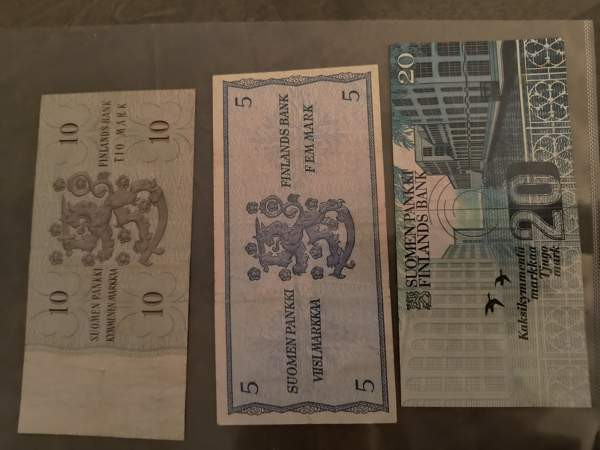 10
10
SUOMEN PANKKI
KYMMENEN MARKKAA
FINLANDS BANK
TIO MARK
10
10
5
5
SUOMEN PANKKI
VIISI MARKKAA
FINLANDS BANK
FEM MARK
5
5
20
SUOMEN PANKKI
FINLANDS BANK
Kaksikymmentä
markkaa
Tjugo
mark
20